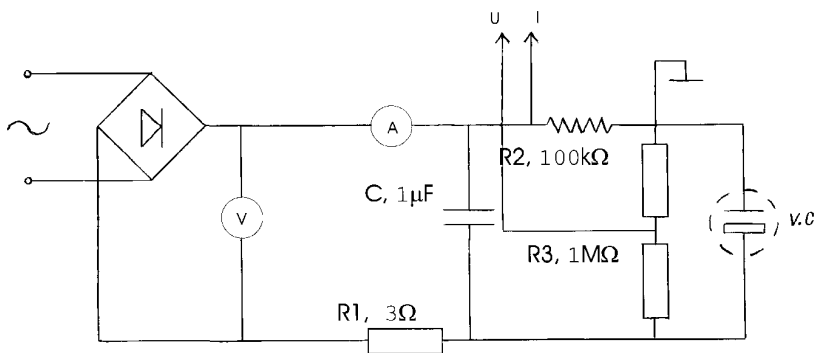 U I
A
R2, 100kΩ
C, 1µF
V
V.C
R3, 1MΩ
R1, 3Ω